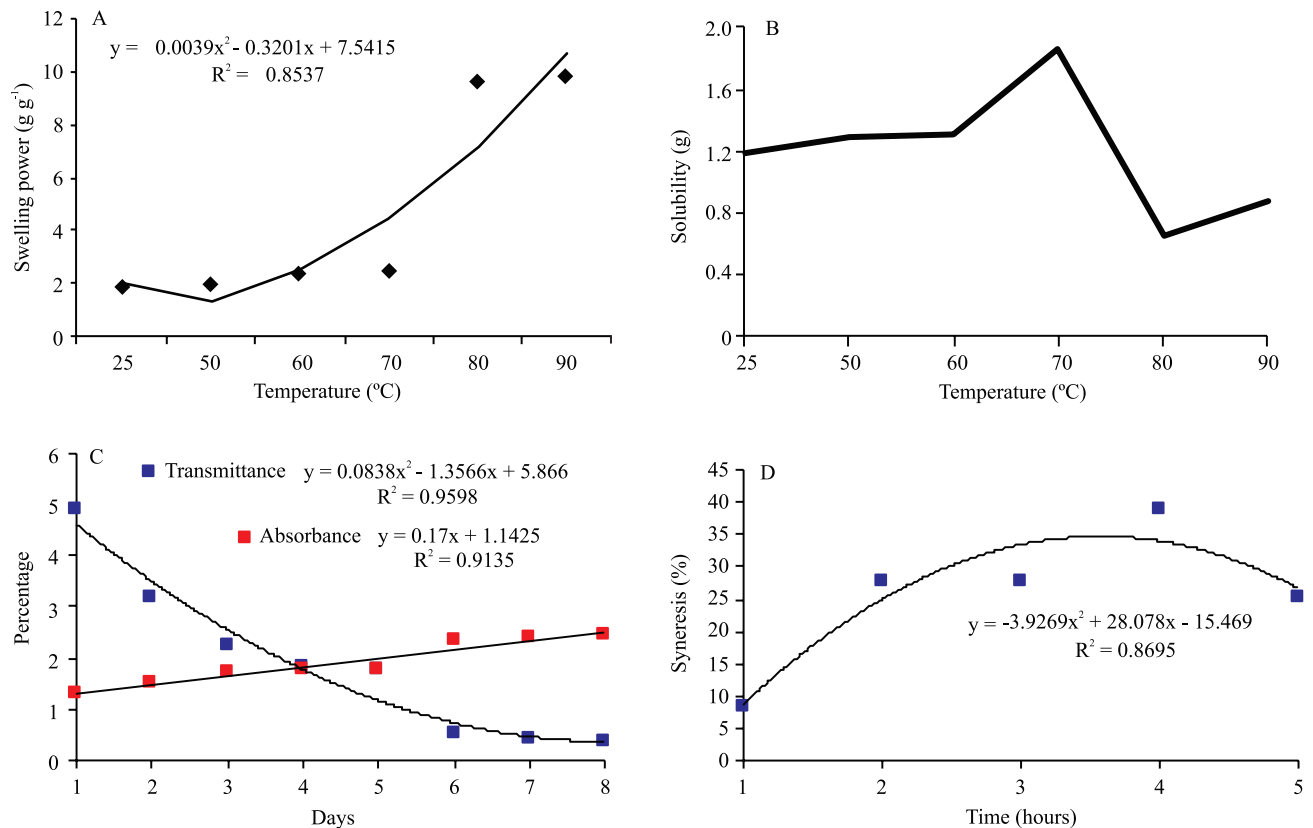 A
y = 0.0039x² - 0.3201x + 7.5415
R² = 0.8537
Swelling power (g g⁻¹)
12
10
8
6
4
2
0
25 50 60 70 80 90
Temperature (ºC)
B
Solubility (g)
2.0
1.6
1.2
0.8
0.4
0
25 50 60 70 80 90
Temperature (ºC)
C
Transmittance y = 0.0838x² - 1.3566x + 5.866
R² = 0.9598
Absorbance y = 0.17x + 1.1425
R² = 0.9135
Percentage
6
5
4
3
2
1
0
1 2 3 4 5 6 7 8
Days
D
Syneresis (%)
45
40
35
30
25
20
15
10
5
0
y = -3.9269x² + 28.078x - 15.469
R² = 0.8695
1 2 3 4 5
Time (hours)